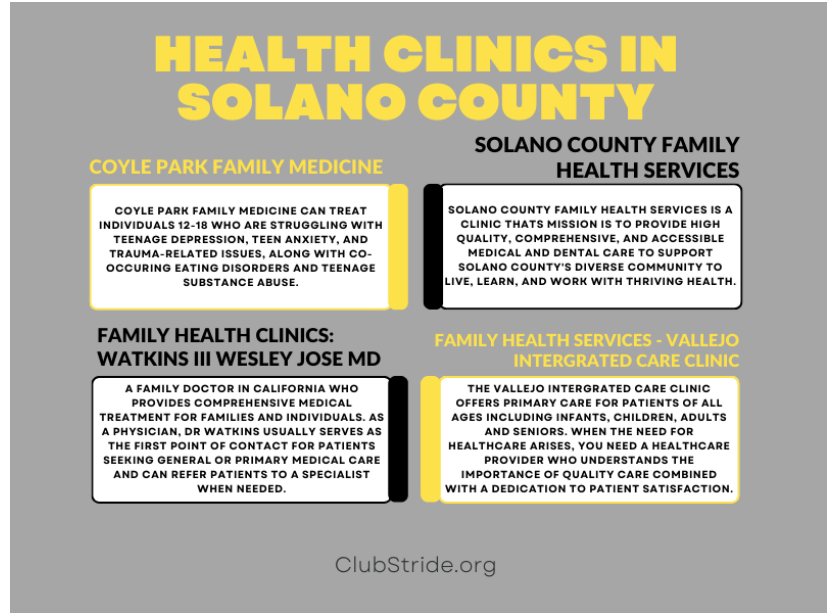 HEALTH CLINICS IN
SOLANO COUNTY
COYLE PARK FAMILY MEDICINE
COYLE PARK FAMILY MEDICINE CAN TREAT
INDIVIDUALS 12-18 WHO ARE STRUGGLING WITH
TEENAGE DEPRESSION, TEEN ANXIETY, AND
TRAUMA-RELATED ISSUES, ALONG WITH CO-
OCCURING EATING DISORDERS AND TEENAGE
SUBSTANCE ABUSE.
SOLANO COUNTY FAMILY
HEALTH SERVICES
SOLANO COUNTY FAMILY HEALTH SERVICES IS A
CLINIC THATS MISSION IS TO PROVIDE HIGH
QUALITY, COMPREHENSIVE, AND ACCESSIBLE
MEDICAL AND DENTAL CARE TO SUPPORT
SOLANO COUNTY'S DIVERSE COMMUNITY TO
LIVE, LEARN, AND WORK WITH THRIVING HEALTH.
FAMILY HEALTH CLINICS:
WATKINS III WESLEY JOSE MD
A FAMILY DOCTOR IN CALIFORNIA WHO
PROVIDES COMPREHENSIVE MEDICAL
TREATMENT FOR FAMILIES AND INDIVIDUALS. AS
A PHYSICIAN, DR WATKINS USUALLY SERVES AS
THE FIRST POINT OF CONTACT FOR PATIENTS
SEEKING GENERAL OR PRIMARY MEDICAL CARE
AND CAN REFER PATIENTS TO A SPECIALIST
WHEN NEEDED.
FAMILY HEALTH SERVICES - VALLEJO
INTERGRATED CARE CLINIC
THE VALLEJO INTERGRATED CARE CLINIC
OFFERS PRIMARY CARE FOR PATIENTS OF ALL
AGES INCLUDING INFANTS, CHILDREN, ADULTS
AND SENIORS. WHEN THE NEED FOR
HEALTHCARE ARISES, YOU NEED A HEALTHCARE
PROVIDER WHO UNDERSTANDS THE
IMPORTANCE OF QUALITY CARE COMBINED
WITH A DEDICATION TO PATIENT SATISFACTION.
ClubStride.org